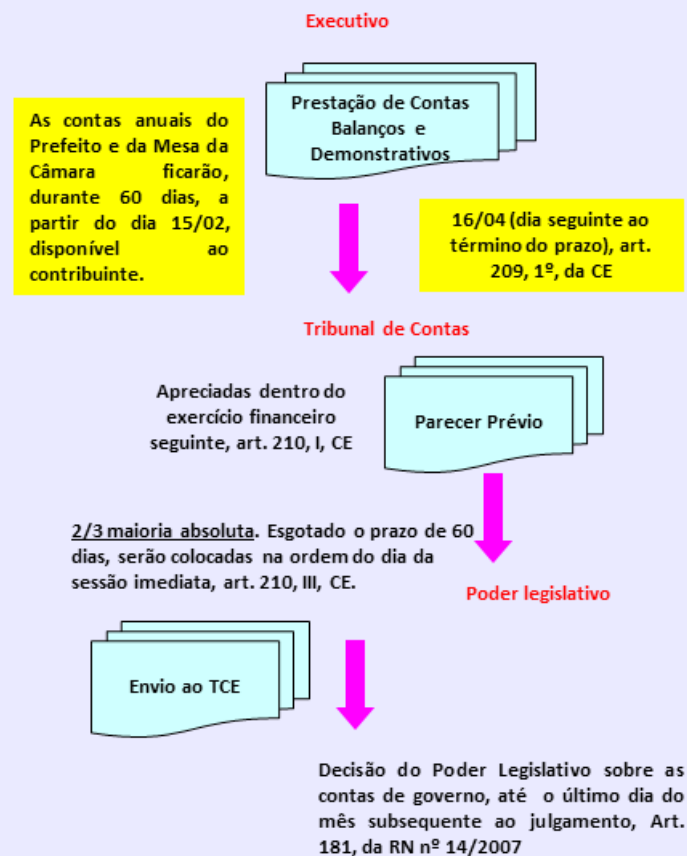 Executivo
Prestação de Contas
Balanços e
Demonstrativos
As contas anuais do
Prefeito e da Mesa da
Câmara ficarão,
durante 60 dias, a
partir do dia 15/02,
disponível ao
contribuinte.
16/04 (dia seguinte ao
término do prazo), art.
209, 1º, da CE
Tribunal de Contas
Apreciadas dentro do
exercício financeiro
seguinte, art. 210, I, CE
Parecer Prévio
2/3 maioria absoluta. Esgotado o prazo de 60
dias, serão colocadas na ordem do dia da
sessão imediata, art. 210, III, CE.
Poder legislativo
Envio ao TCE
Decisão do Poder Legislativo sobre as
contas de governo, até o último dia do
mês subsequente ao julgamento, Art.
181, da RN nº 14/2007